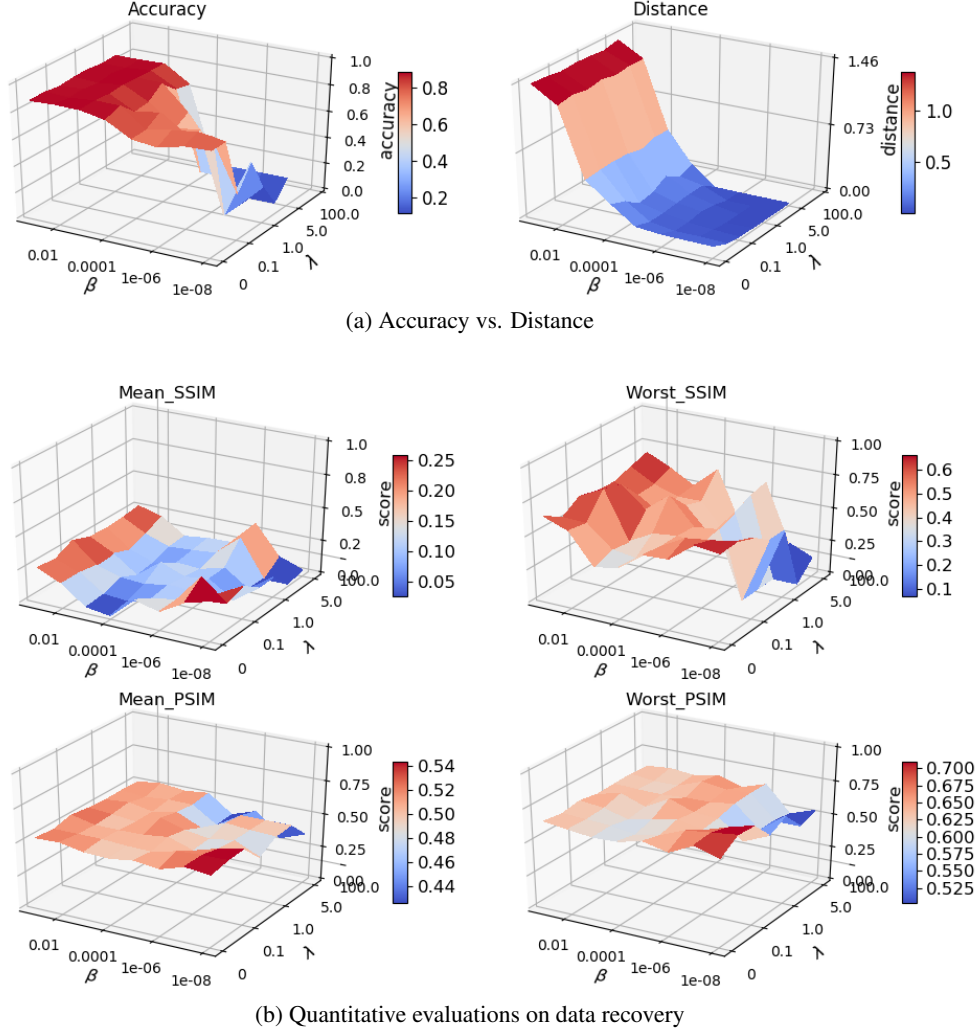 Accuracy
1.0
0.8
0.6
0.4
0.2
0.0
100.0
5.0
1.0
0.1
0
λ
0.01
0.0001
1e-06
1e-08
β
accuracy
0.8
0.6
0.4
0.2
Distance
1.46
0.73
0.00
100.0
5.0
1.0
0.1
0
λ
0.01
0.0001
1e-06
1e-08
β
distance
1.0
0.5
(a) Accuracy vs. Distance
Mean_SSIM
1.0
0.8
0.5
0.2
0.0
100.0
5.0
1.0
0.1
0
λ
0.01
0.0001
1e-06
1e-08
β
score
0.25
0.20
0.15
0.10
0.05
Worst_SSIM
1.00
0.75
0.50
0.25
0.00
100.0
5.0
1.0
0.1
0
λ
0.01
0.0001
1e-06
1e-08
β
score
0.6
0.5
0.4
0.3
0.2
0.1
Mean_PSIM
1.00
0.75
0.50
0.25
0.00
100.0
5.0
1.0
0.1
0
λ
0.01
0.0001
1e-06
1e-08
β
score
0.54
0.52
0.50
0.48
0.46
0.44
Worst_PSIM
1.00
0.75
0.50
0.25
0.00
100.0
5.0
1.0
0.1
0
λ
0.01
0.0001
1e-06
1e-08
β
score
0.700
0.675
0.650
0.625
0.600
0.575
0.550
0.525
(b) Quantitative evaluations on data recovery